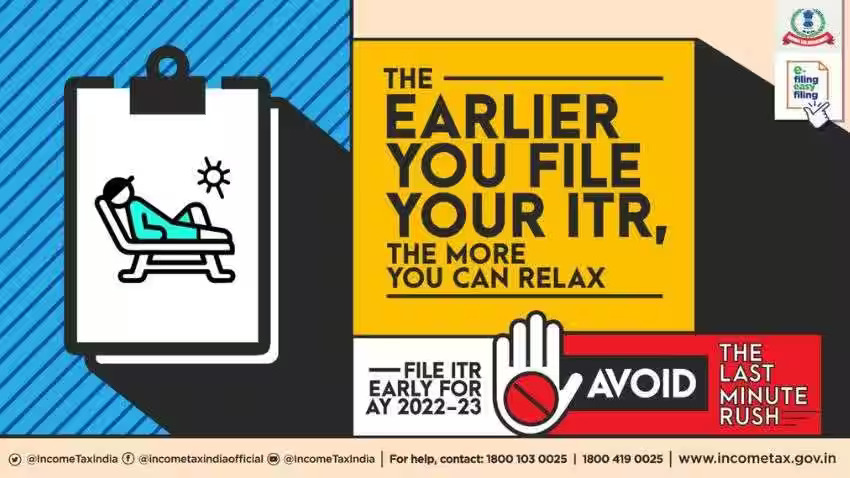 e-
filing
easy
filing
THE
EARLIER
YOU FILE
YOUR ITR,
THE MORE
YOU CAN RELAX
FILE ITR
EARLY FOR
AY 2022-23
AVOID
THE
LAST
MINUTE
RUSH
@IncomeTaxIndia @incometaxindiaofficial @IncomeTaxIndia | For help, contact: 1800 103 0025 | 1800 419 0025 | www.incometax.gov.in